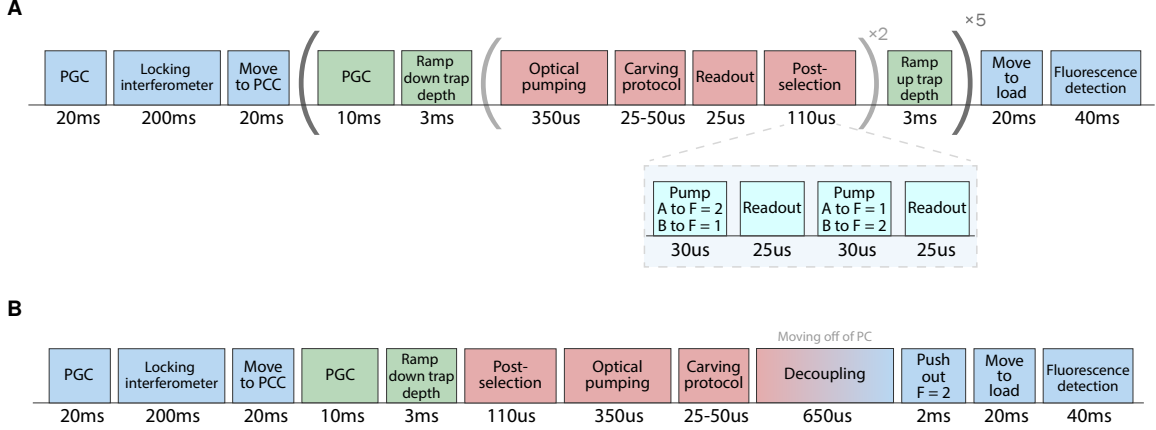 A
×2
×5
PGC
Locking
interferometer
Move
to PCC
PGC
Ramp
down trap
depth
Optical
pumping
Carving
protocol
Readout
Post-
selection
Ramp
up trap
depth
Move
to
load
Fluorescence
detection
20ms
200ms
20ms
10ms
3ms
350us
25-50us
25us
110us
3ms
20ms
40ms
Pump
A to F = 2
B to F = 1
Readout
Pump
A to F = 1
B to F = 2
Readout
30us
25us
30us
25us
B
Moving off of PC
PGC
Locking
interferometer
Move
to PCC
PGC
Ramp
down trap
depth
Post-
selection
Optical
pumping
Carving
protocol
Decoupling
Push
out
F = 2
Move
to
load
Fluorescence
detection
20ms
200ms
20ms
10ms
3ms
110us
350us
25-50us
650us
2ms
20ms
40ms